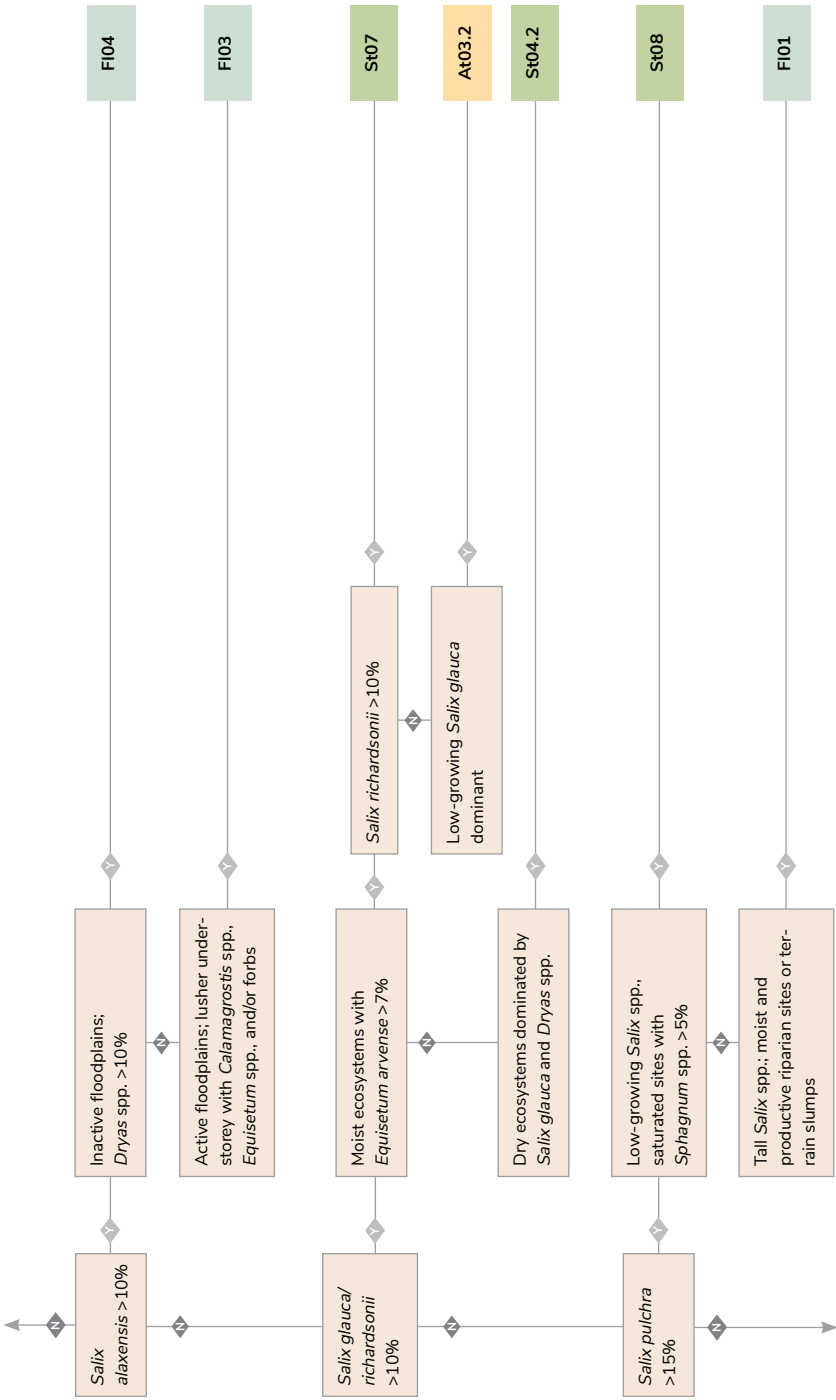 N
Salix
alaxensis >10%
Y
Inactive floodplains;
Dryas spp. >10%
Y
Fl04
N
Active floodplains; lusher under-
storey with Calamagrostis spp.,
Equisetum spp., and/or forbs
Y
Fl03
N
Salix glauca/
richardsonii
>10%
Y
Moist ecosystems with
Equisetum arvense >7%
Y
Salix richardsonii >10%
Y
St07
N
Low-growing Salix glauca
dominant
Y
At03.2
N
Dry ecosystems dominated by
Salix glauca and Dryas spp.
Y
St04.2
N
Salix pulchra
>15%
Y
Low-growing Salix spp.,
saturated sites with
Sphagnum spp. >5%
Y
St08
N
Tall Salix spp.; moist and
productive riparian sites or ter-
rain slumps
Y
Fl01
N